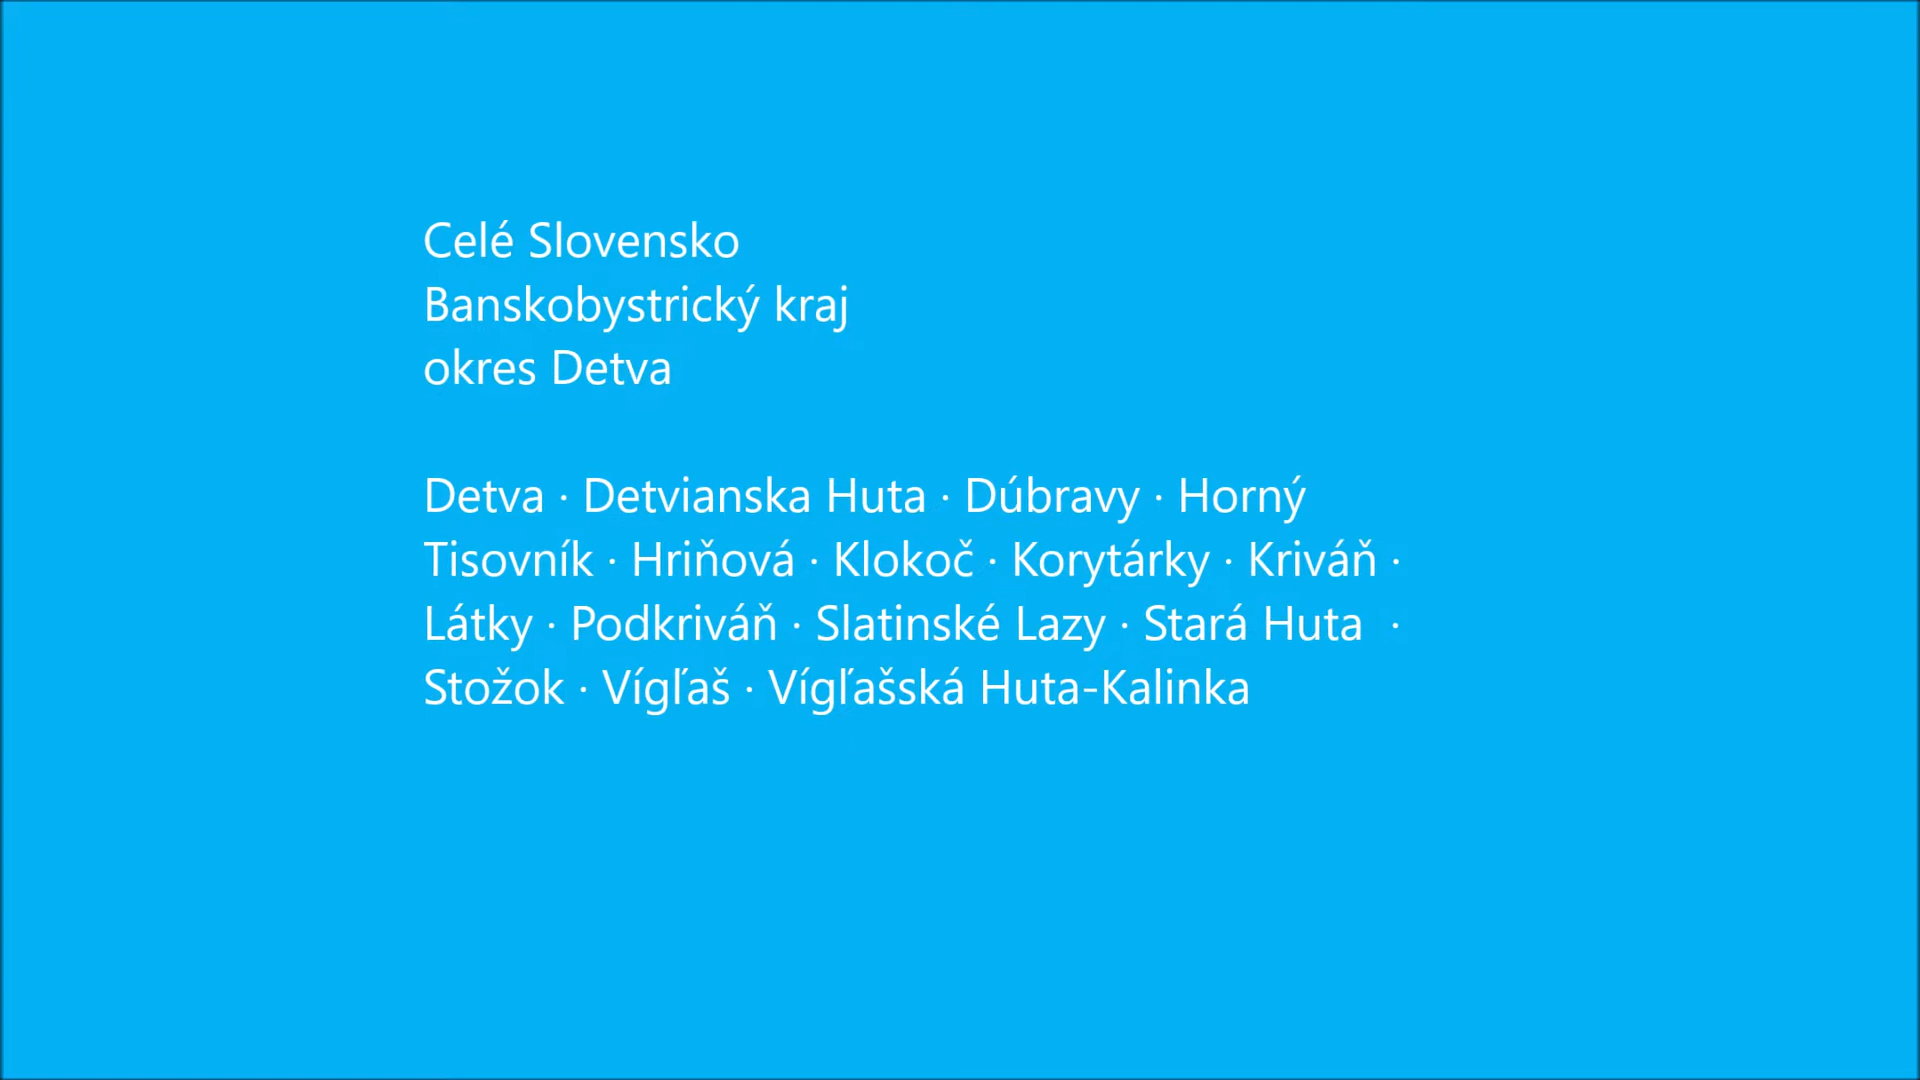 Celé Slovensko
Banskobystrický kraj
okres Detva
Detva · Detvianska Huta · Dúbravy · Horný
Tisovník · Hriňová · Klokoč · Korytárky · Kriváň ·
Látky · Podkriváň · Slatinské Lazy · Stará Huta  ·
Stožok · Vígľaš · Vígľašská Huta-Kalinka